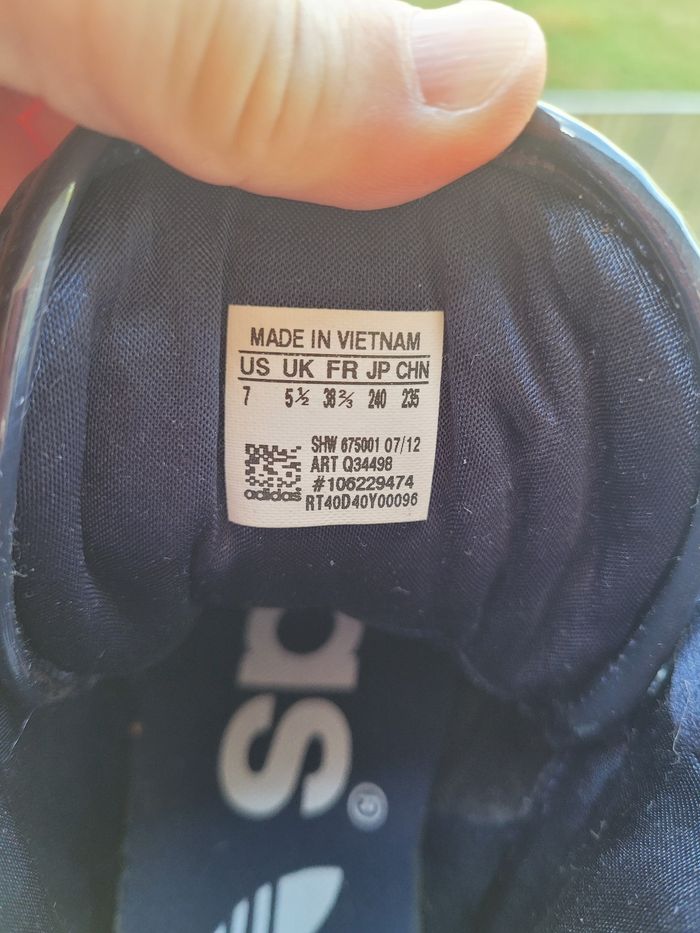 MADE IN VIETNAM
US UK FR JP CHN
7 5½ 38⅔ 240 235
SHW 675001 07/12
ART Q34498
#106229474
adidas RT40D40Y00096